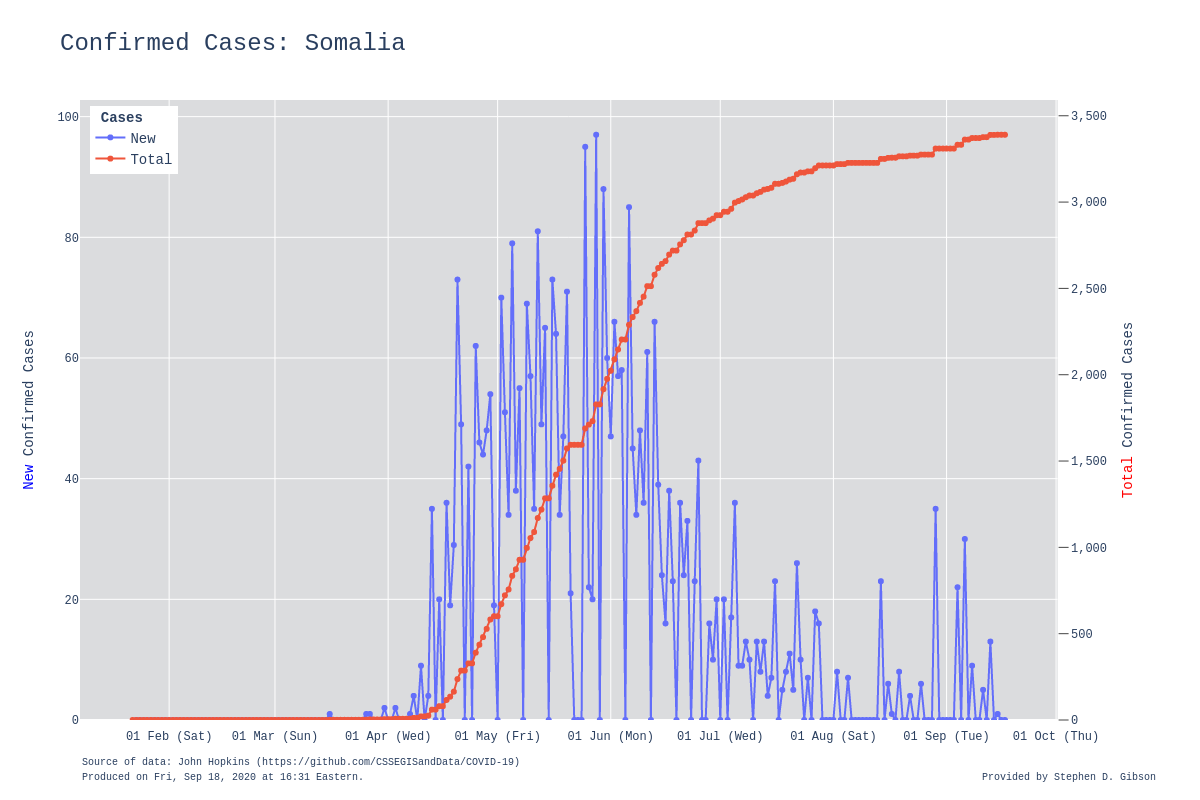 Confirmed Cases: Somalia
Cases
New
Total
100
80
60
40
20
0
3,500
3,000
2,500
2,000
1,500
1,000
500
0
New Confirmed Cases
Total Confirmed Cases
01 Feb (Sat) 01 Mar (Sun) 01 Apr (Wed) 01 May (Fri) 01 Jun (Mon) 01 Jul (Wed) 01 Aug (Sat) 01 Sep (Tue) 01 Oct (Thu)
Source of data: John Hopkins (https://github.com/CSSEGISandData/COVID-19)
Produced on Fri, Sep 18, 2020 at 16:31 Eastern.
Provided by Stephen D. Gibson